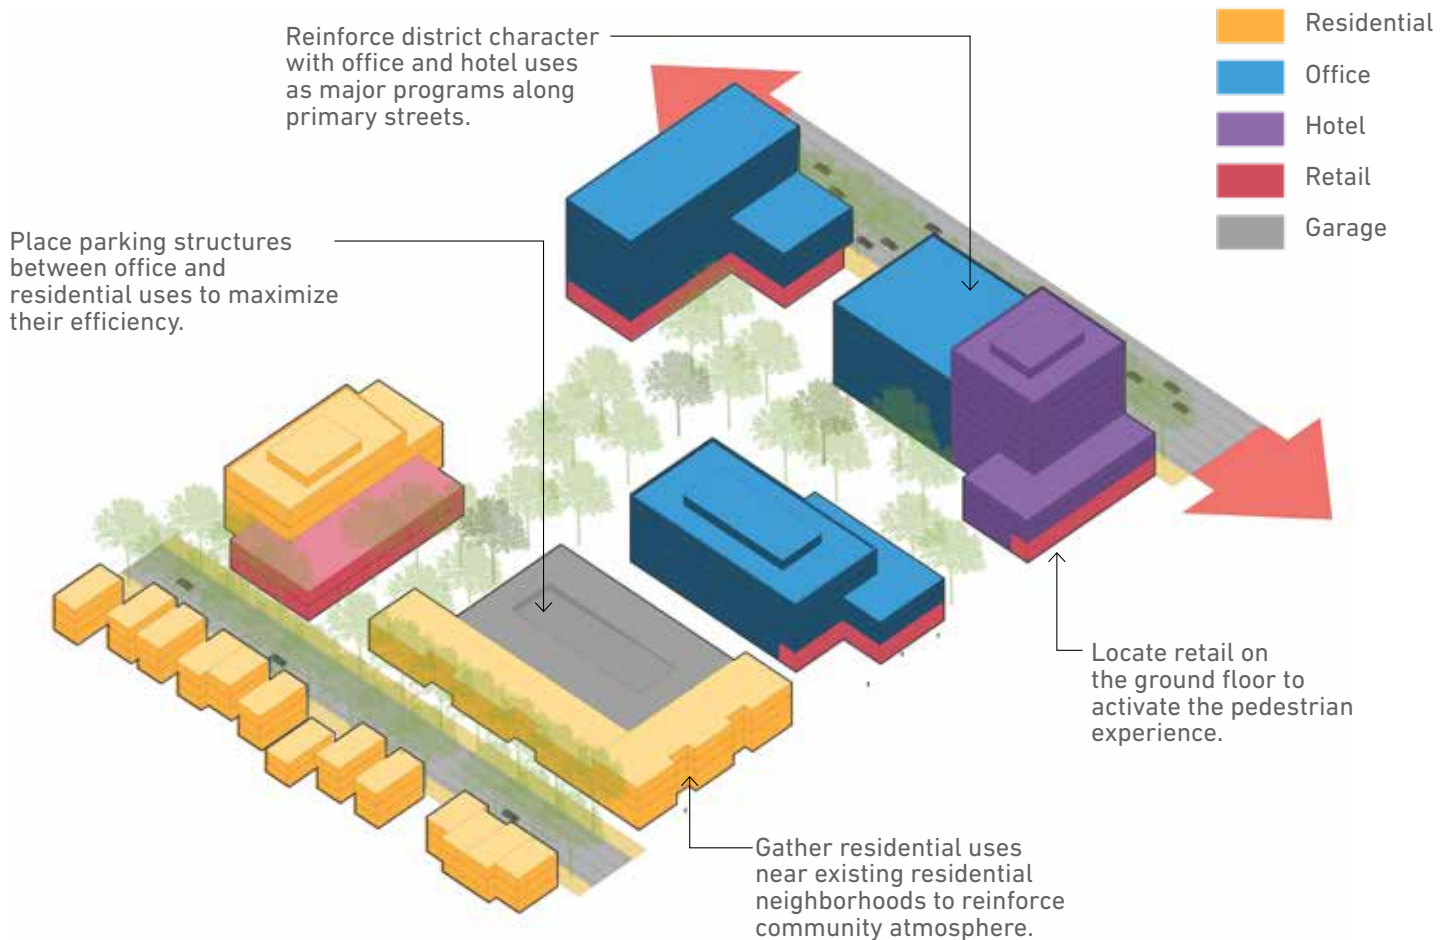 Reinforce district character
with office and hotel uses
as major programs along
primary streets.
Residential
Office
Hotel
Retail
Garage
Place parking structures
between office and
residential uses to maximize
their efficiency.
Locate retail on
the ground floor to
activate the pedestrian
experience.
Gather residential uses
near existing residential
neighborhoods to reinforce
community atmosphere.